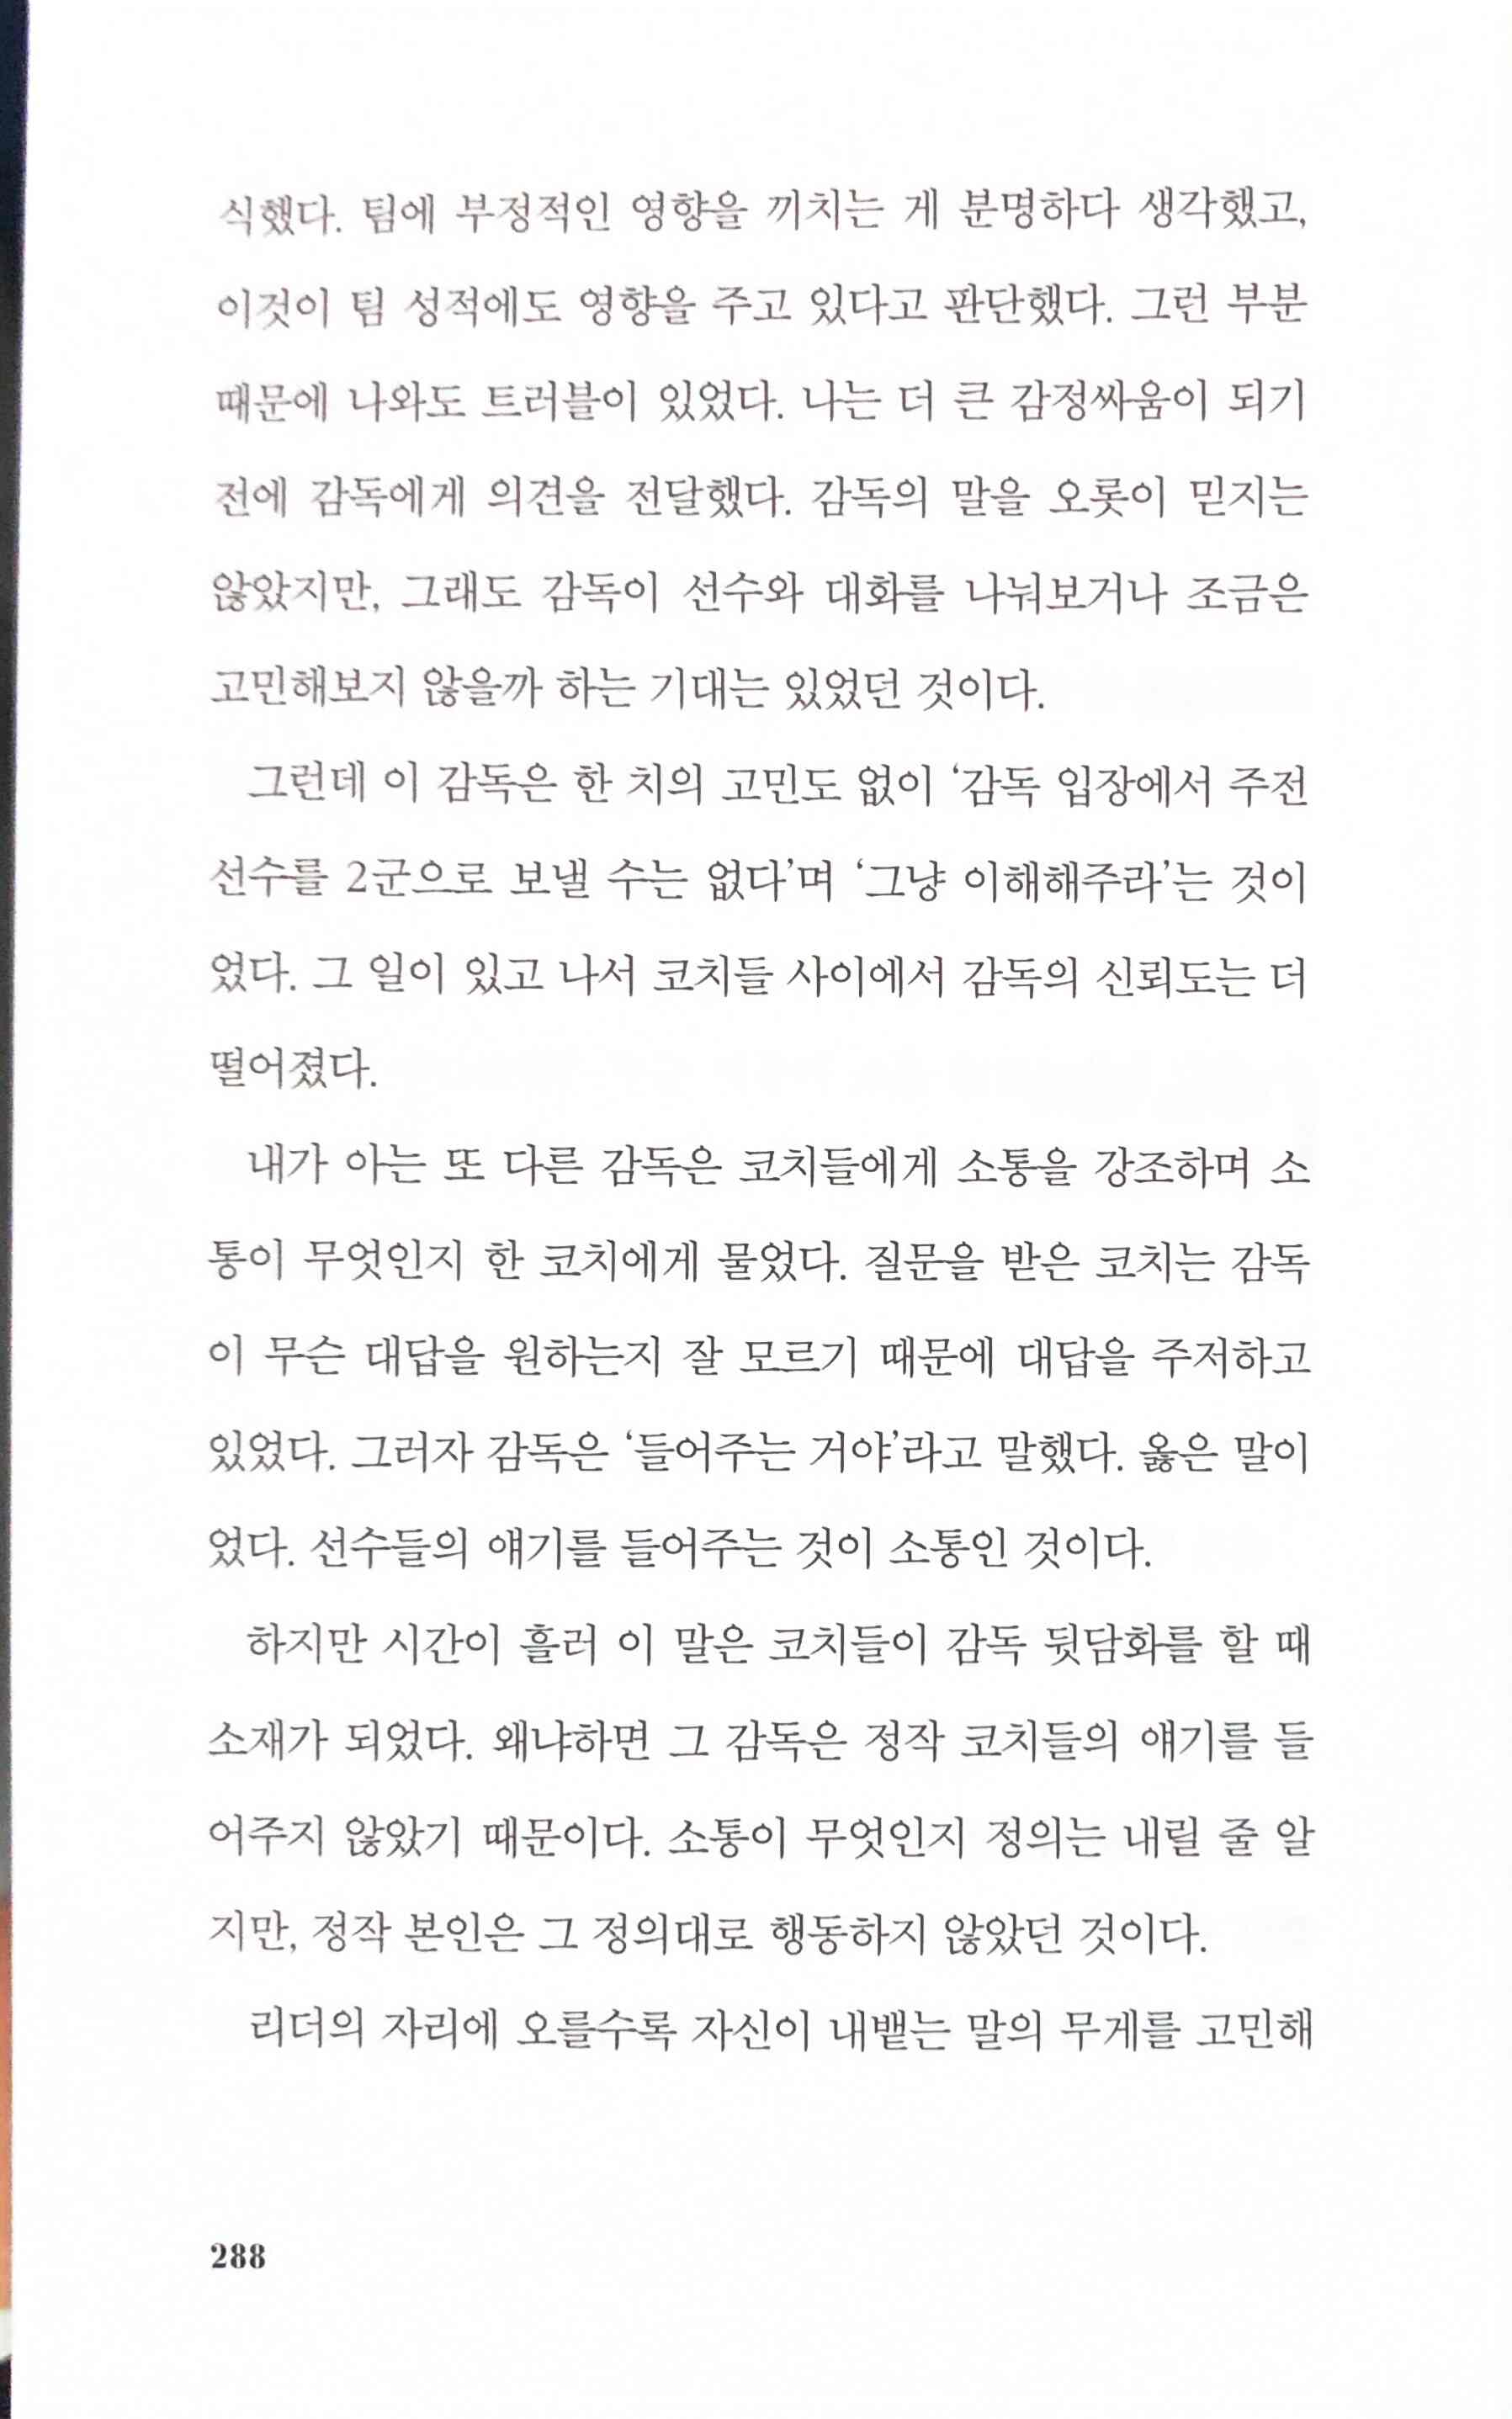 식했다. 팀에 부정적인 영향을 끼치는 게 분명하다 생각했고,
이것이 팀 성적에도 영향을 주고 있다고 판단했다. 그런 부분
때문에 나와도 트러블이 있었다. 나는 더 큰 감정싸움이 되기
전에 감독에게 의견을 전달했다. 감독의 말을 오롯이 믿지는
않았지만, 그래도 감독이 선수와 대화를 나눠보거나 조금은
고민해보지 않을까 하는 기대는 있었던 것이다.
그런데 이 감독은 한 치의 고민도 없이 ‘감독 입장에서 주전
선수를 2군으로 보낼 수는 없다’며 ‘그냥 이해해주라’는 것이
었다. 그 일이 있고 나서 코치들 사이에서 감독의 신뢰도는 더
떨어졌다.
내가 아는 또 다른 감독은 코치들에게 소통을 강조하며 소
통이 무엇인지 한 코치에게 물었다. 질문을 받은 코치는 감독
이 무슨 대답을 원하는지 잘 모르기 때문에 대답을 주저하고
있었다. 그러자 감독은 ‘들어주는 거야’라고 말했다. 옳은 말이
었다. 선수들의 얘기를 들어주는 것이 소통인 것이다.
하지만 시간이 흘러 이 말은 코치들이 감독 뒷담화를 할 때
소재가 되었다. 왜냐하면 그 감독은 정작 코치들의 얘기를 들
어주지 않았기 때문이다. 소통이 무엇인지 정의는 내릴 줄 알
지만, 정작 본인은 그 정의대로 행동하지 않았던 것이다.
리더의 자리에 오를수록 자신이 내뱉는 말의 무게를 고민해
288